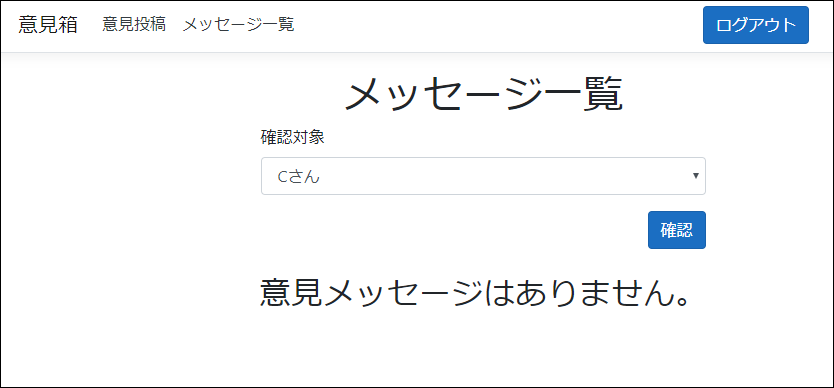 意見箱 意見投稿 メッセージ一覧 ログアウト
メッセージ一覧
確認対象
Cさん
確認
意見メッセージはありません。